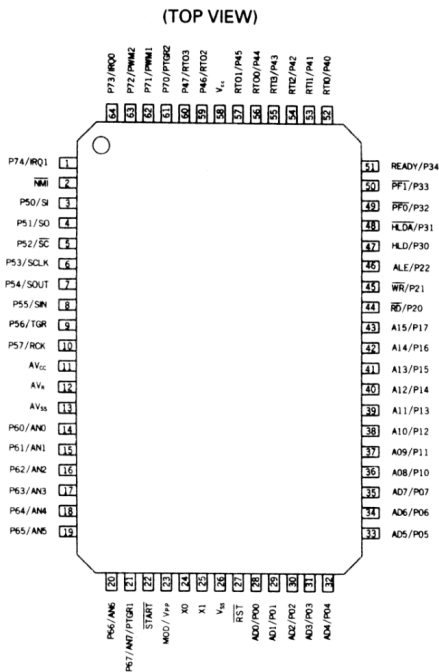 (TOP VIEW)
P73/IRQ0
P72/PWM2
P71/PWM1
P70/PTGR2
P47/RTO3
P46/RTO2
Vcc
RTO1/P45
RTO0/P44
RTI3/P43
RTI2/P42
RTI1/P41
RTI0/P40
64 63 62 61 60 59 58 57 56 55 54 53 52
P74/IRQ1 1
NMI 2
P50/SI 3
P51/SO 4
P52/SC 5
P53/SCLK 6
P54/SOUT 7
P55/SIN 8
P56/TGR 9
P57/RCK 10
AVcc 11
AVR 12
AVss 13
P60/AN0 14
P61/AN1 15
P62/AN2 16
P63/AN3 17
P64/AN4 18
P65/AN5 19
51 READY/P34
50 PF1/P33
49 PF0/P32
48 HLDA/P31
47 HLD/P30
46 ALE/P22
45 WR/P21
44 RD/P20
43 A15/P17
42 A14/P16
41 A13/P15
40 A12/P14
39 A11/P13
38 A10/P12
37 A09/P11
36 A08/P10
35 AD7/P07
34 AD6/P06
33 AD5/P05
20 21 22 23 24 25 26 27 28 29 30 31 32
P66/AN6
P67/AN7/PTGR1
START
MOD/VPP
X0
X1
Vss
RST
AD0/P00
AD1/P01
AD2/P02
AD3/P03
AD4/P04